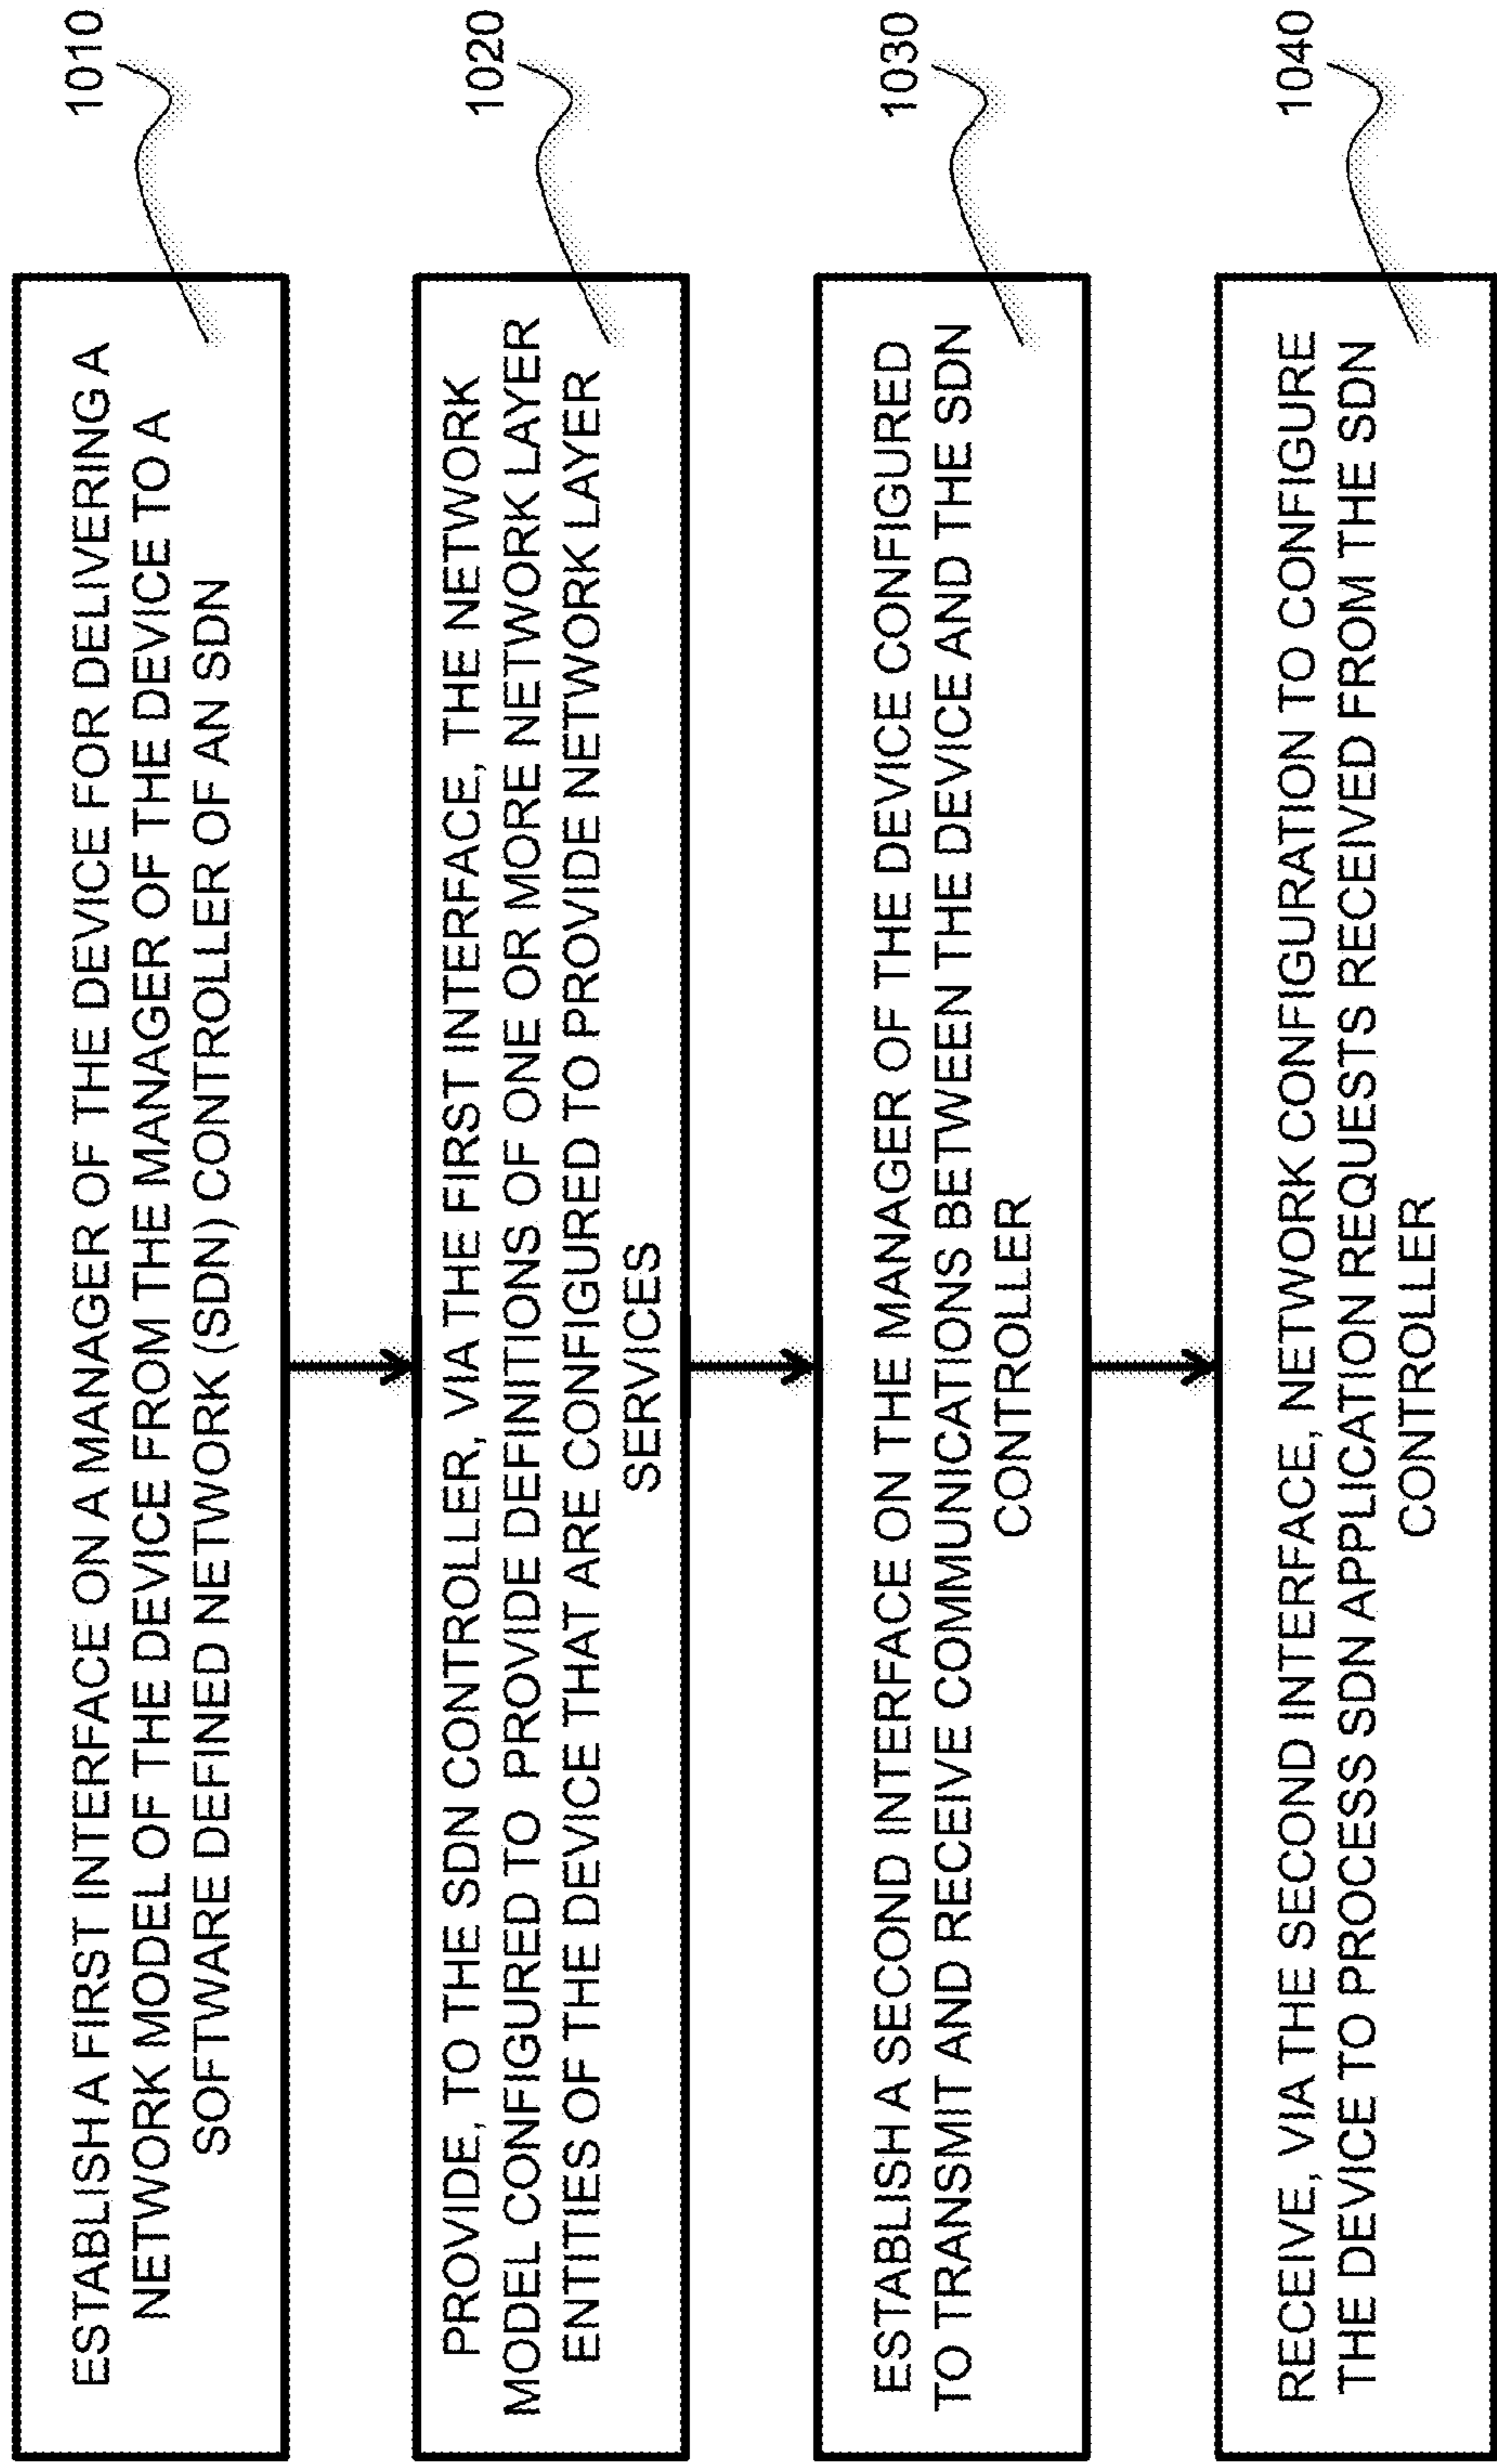 ESTABLISH A FIRST INTERFACE ON A MANAGER OF THE DEVICE FOR DELIVERING A
NETWORK MODEL OF THE DEVICE FROM THE MANAGER OF THE DEVICE TO A
SOFTWARE DEFINED NETWORK (SDN) CONTROLLER OF AN SDN
1010
PROVIDE, TO THE SDN CONTROLLER, VIA THE FIRST INTERFACE, THE NETWORK
MODEL CONFIGURED TO PROVIDE DEFINITIONS OF ONE OR MORE NETWORK LAYER
ENTITIES OF THE DEVICE THAT ARE CONFIGURED TO PROVIDE NETWORK LAYER
SERVICES
1020
ESTABLISH A SECOND INTERFACE ON THE MANAGER OF THE DEVICE CONFIGURED
TO TRANSMIT AND RECEIVE COMMUNICATIONS BETWEEN THE DEVICE AND THE SDN
CONTROLLER
1030
RECEIVE, VIA THE SECOND INTERFACE, NETWORK CONFIGURATION TO CONFIGURE
THE DEVICE TO PROCESS SDN APPLICATION REQUESTS RECEIVED FROM THE SDN
CONTROLLER
1040